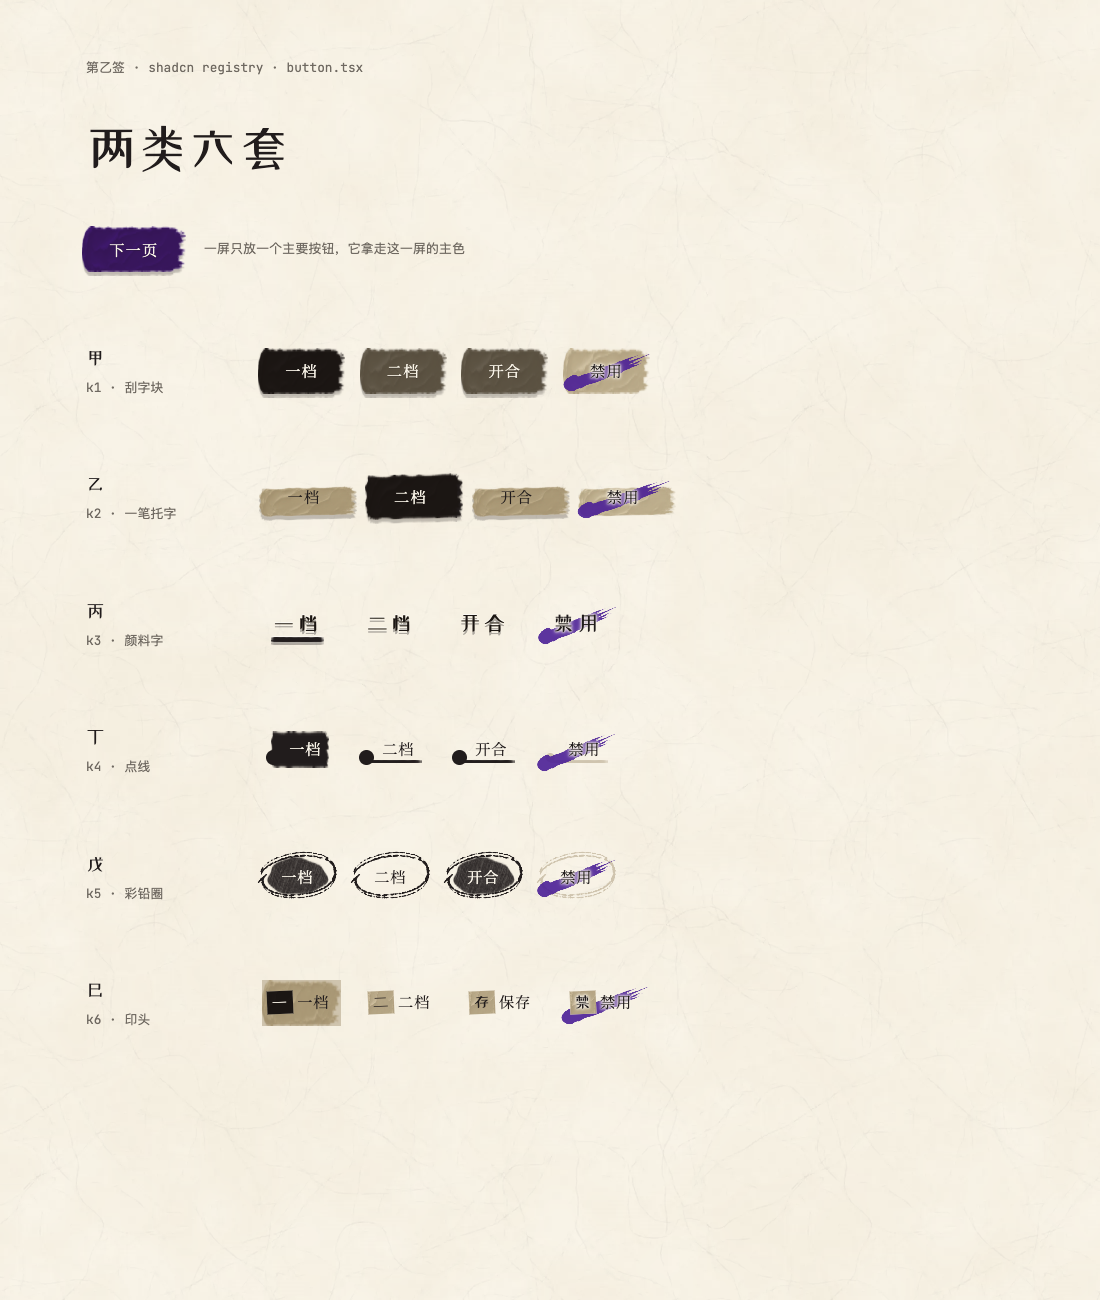 第乙签 · shadcn registry · button.tsx
两类六套
下一页 一屏只放一个主要按钮，它拿走这一屏的主色
甲 一档 二档 开合 禁用
k1 · 刮字块
乙 一档 二档 开合 禁用
k2 · 一笔托字
丙 一档 二档 开合 禁用
k3 · 颜料字
丁 一档 二档 开合 禁用
k4 · 点线
戊 一档 二档 开合 禁用
k5 · 彩铅圈
巳 一 一档 二 二档 存 保存 禁 禁用
k6 · 印头